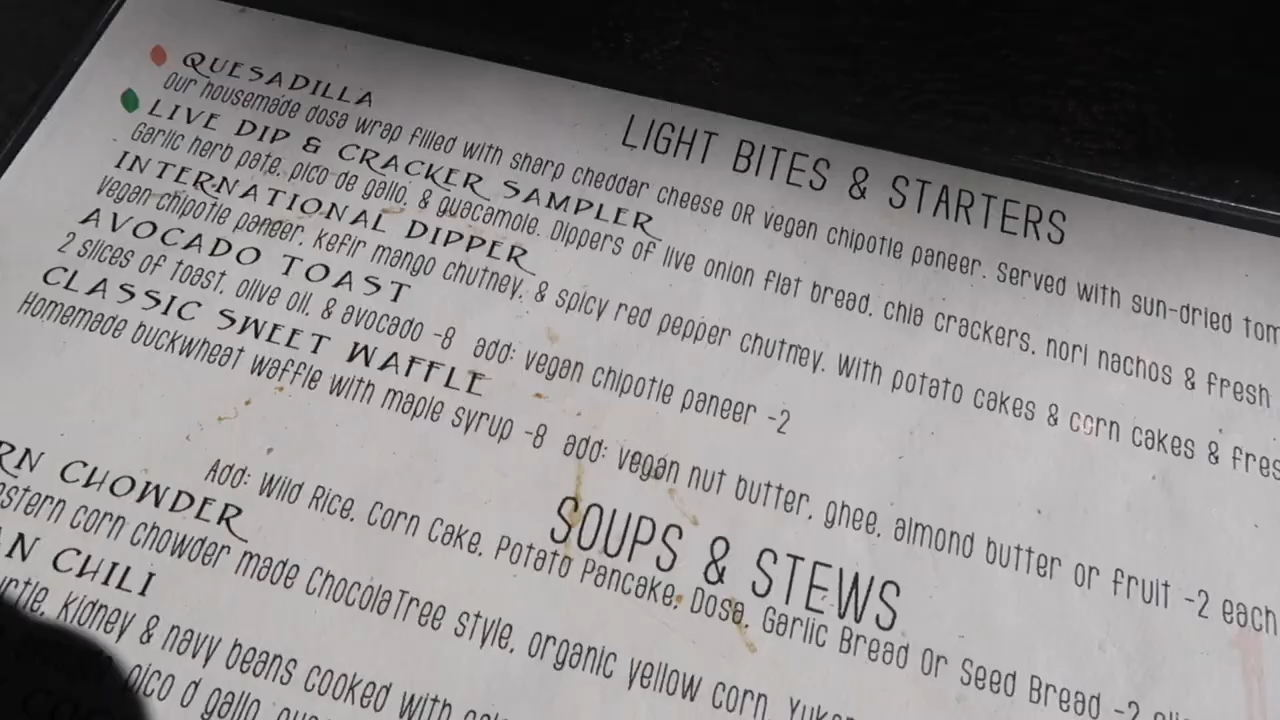 LIGHT BITES & STARTERS
QUESADILLA
our housemade dosa wrap filled with sharp cheddar cheese OR vegan chipotle paneer. Served with sun-dried tom
LIVE DIP & CRACKER SAMPLER
Garlic herb pate, pico de gallo, & guacamole. Dippers of live onion flat bread, chia crackers, nori nachos & fresh
INTERNATIONAL DIPPER
Vegan chipotle paneer, kefir mango chutney, & spicy red pepper chutney. With potato cakes & corn cakes & fres
AVOCADO TOAST
2 slices of toast, olive oil, & avocado -8 add: vegan chipotle paneer -2
CLASSIC SWEET WAFFLE
Homemade buckwheat waffle with maple syrup -8 add: vegan nut butter, ghee, almond butter or fruit -2 each
SOUPS & STEWS
Add: Wild Rice, Corn Cake, Potato Pancake, Dosa, Garlic Bread Or Seed Bread -2
RN CHOWDER
stern corn chowder made ChocolaTree style, organic yellow corn, Yuko
AN CHILI
urtle, kidney & navy beans cooked with
pico d gallo,